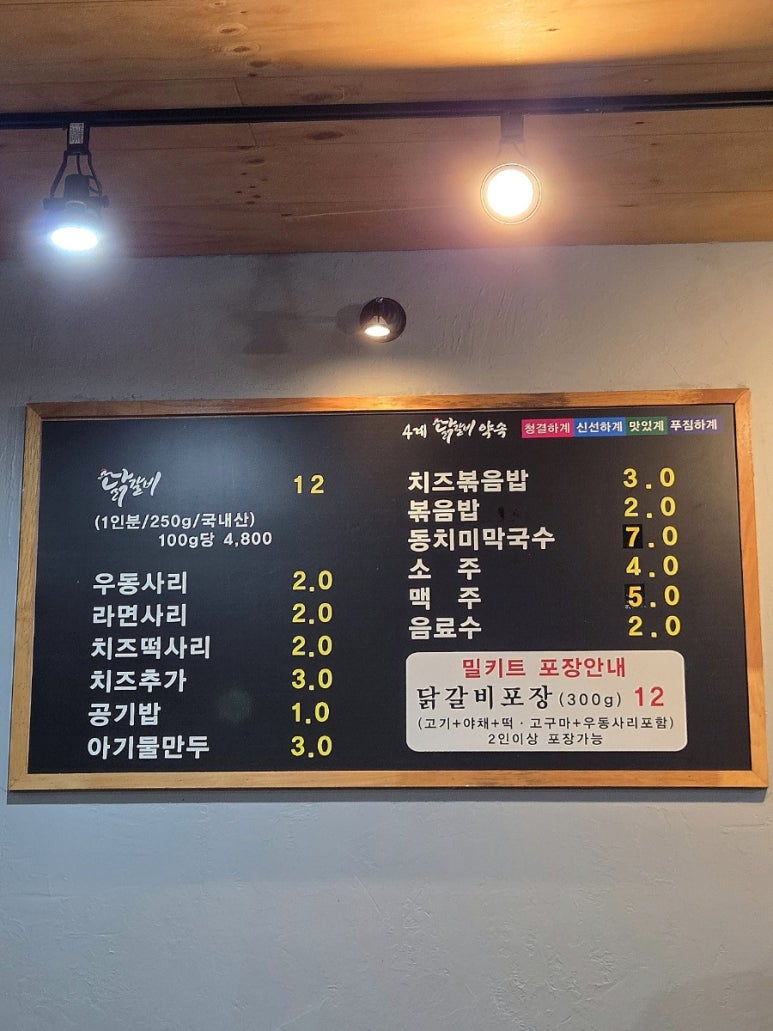 4계 닭갈비 약속 청결하게 신선하게 맛있게 푸짐하게
닭갈비 12
(1인분/250g/국내산)
100g당 4,800
우동사리 2.0
라면사리 2.0
치즈떡사리 2.0
치즈추가 3.0
공기밥 1.0
아기물만두 3.0
치즈볶음밥 3.0
볶음밥 2.0
동치미막국수 7.0
소 주 4.0
맥 주 5.0
음료수 2.0
밀키트 포장안내
닭갈비포장 (300g) 12
(고기+야채+떡·고구마+우동사리포함)
2인이상 포장가능